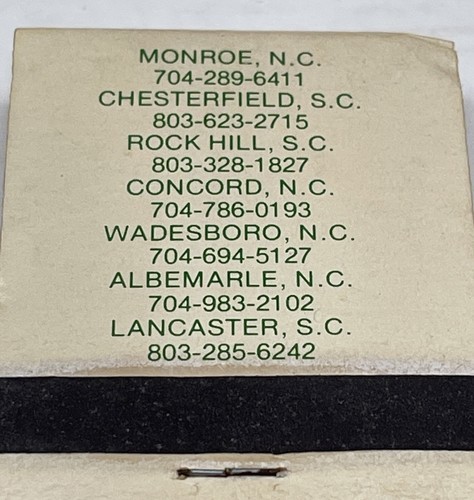 MONROE, N.C.
704-289-6411
CHESTERFIELD, S.C.
803-623-2715
ROCK HILL, S.C.
803-328-1827
CONCORD, N.C.
704-786-0193
WADESBORO, N.C.
704-694-5127
ALBEMARLE, N.C.
704-983-2102
LANCASTER, S.C.
803-285-6242